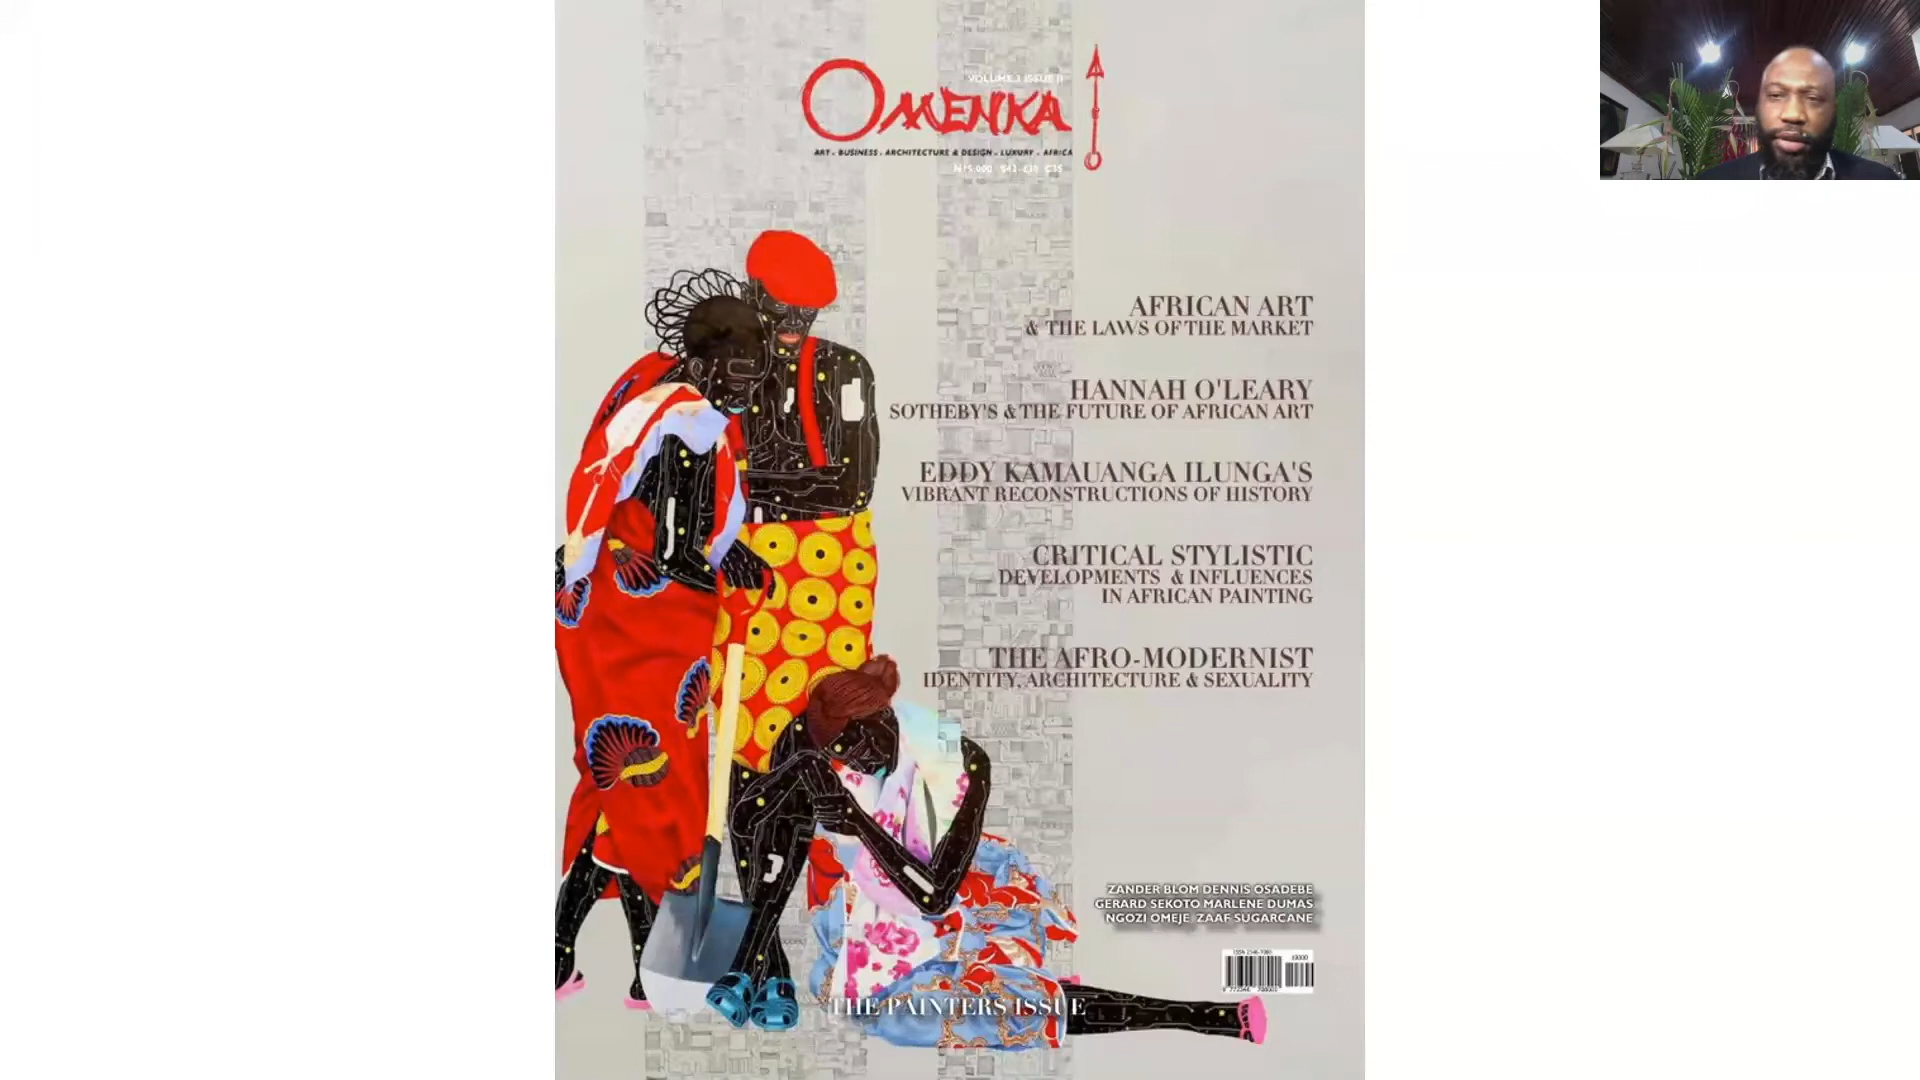 VOLUME 3 ISSUE II
OMENKA
ART . BUSINESS . ARCHITECTURE & DESIGN . LUXURY . AFRICA
AFRICAN ART
& THE LAWS OF THE MARKET
HANNAH O'LEARY
SOTHEBY'S & THE FUTURE OF AFRICAN ART
EDDY KAMAUANGA ILUNGA'S
VIBRANT RECONSTRUCTIONS OF HISTORY
CRITICAL STYLISTIC
DEVELOPMENTS & INFLUENCES
IN AFRICAN PAINTING
THE AFRO-MODERNIST
IDENTITY, ARCHITECTURE & SEXUALITY
ZANDER BLOM DENNIS OSADEBE
GERARD SEKOTO MARLENE DUMAS
NGOZI OMEJE ZAAF SUGARCANE
THE PAINTERS ISSUE